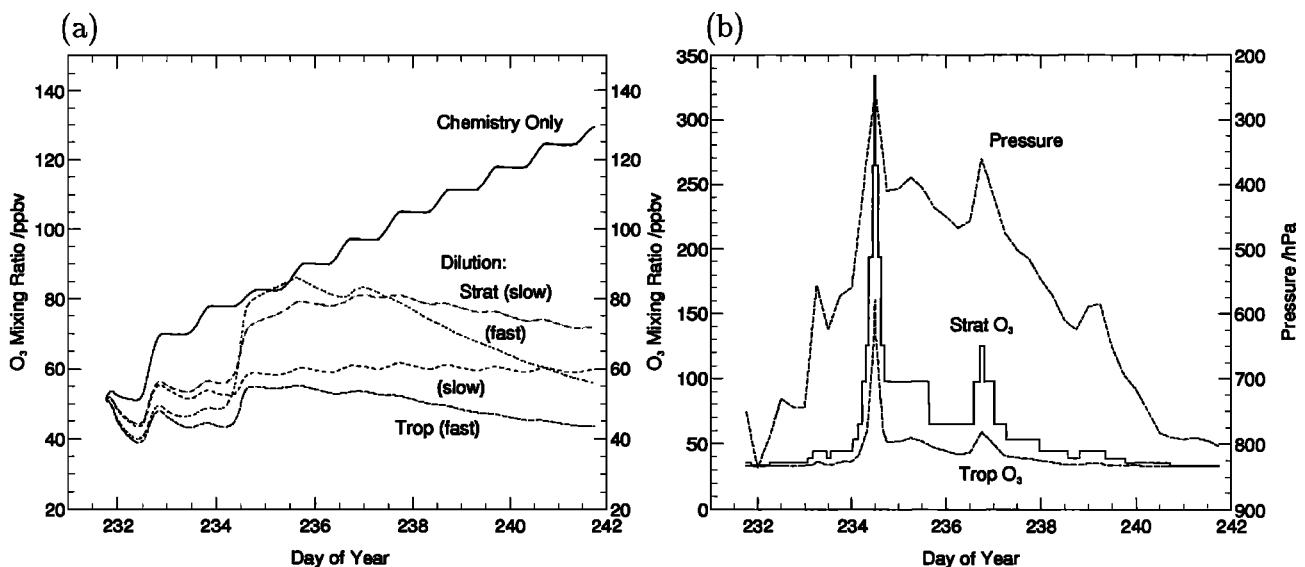 (a)
O₃ Mixing Ratio /ppbv
140
120
100
80
60
40
20
Chemistry Only
Dilution:
Strat (slow)
(fast)
(slow)
Trop (fast)
140
120
100
80
60
40
20
O₃ Mixing Ratio /ppbv
232
234
236
238
240
242
Day of Year
(b)
350
300
250
200
150
100
50
0
Pressure
Strat O₃
Trop O₃
200
300
400
500
600
700
800
900
Pressure /hPa
232
234
236
238
240
242
Day of Year